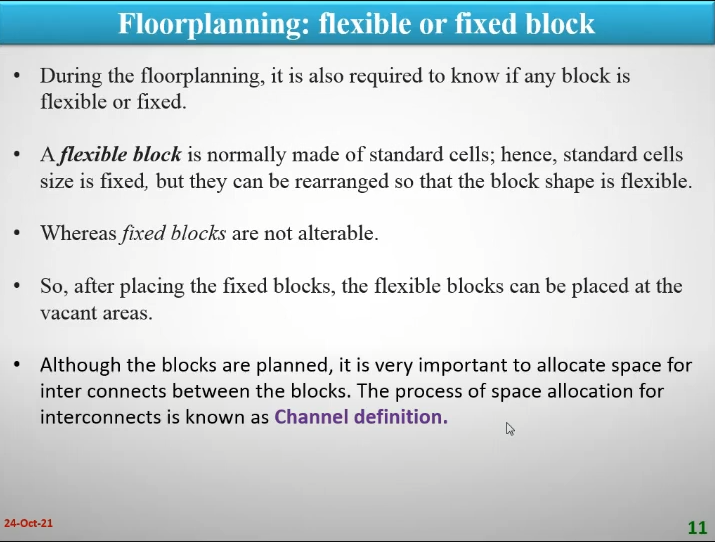 Floorplanning: flexible or fixed block
• During the floorplanning, it is also required to know if any block is
flexible or fixed.
• A flexible block is normally made of standard cells; hence, standard cells
size is fixed, but they can be rearranged so that the block shape is flexible.
• Whereas fixed blocks are not alterable.
• So, after placing the fixed blocks, the flexible blocks can be placed at the
vacant areas.
• Although the blocks are planned, it is very important to allocate space for
inter connects between the blocks. The process of space allocation for
interconnects is known as Channel definition.
24-Oct-21
11